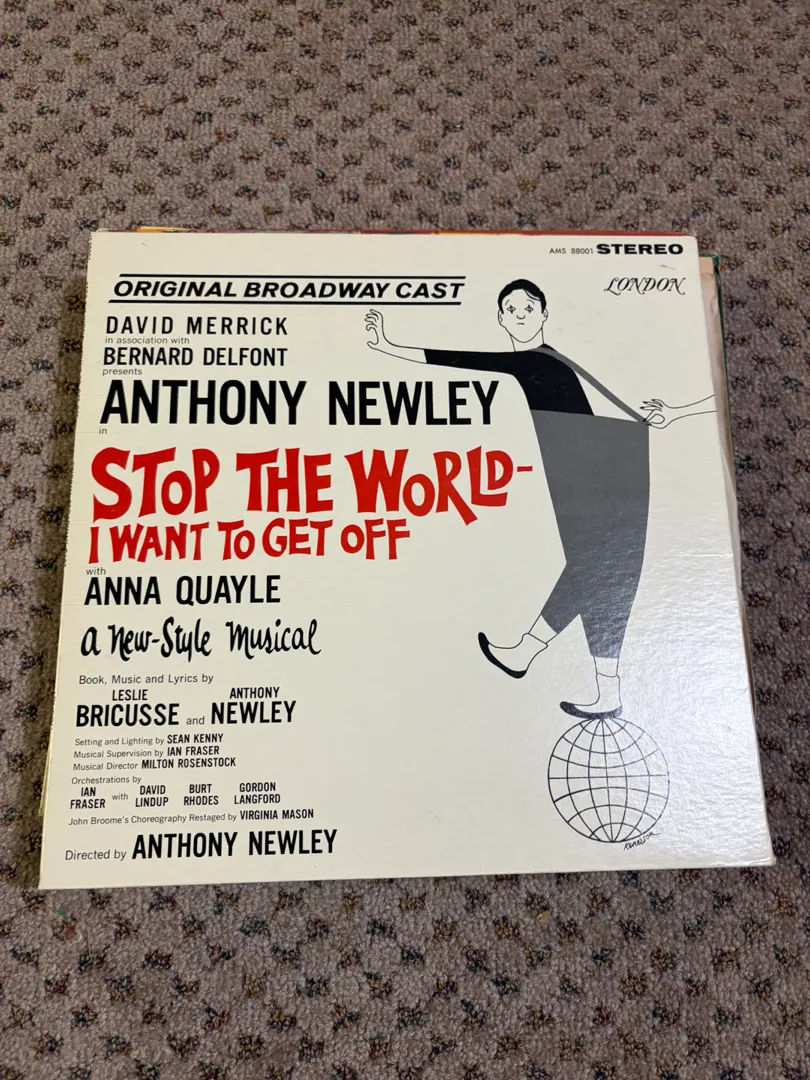 AMS 88001 STEREO
LONDON
ORIGINAL BROADWAY CAST
DAVID MERRICK
in association with
BERNARD DELFONT
presents
ANTHONY NEWLEY
in
STOP THE WORLD-
I WANT TO GET OFF
with
ANNA QUAYLE
a New-Style Musical
Book, Music and Lyrics by
LESLIE BRICUSSE and ANTHONY NEWLEY
Setting and Lighting by SEAN KENNY
Musical Supervision by IAN FRASER
Musical Director MILTON ROSENSTOCK
Orchestrations by
IAN FRASER with DAVID LINDUP BURT RHODES GORDON LANGFORD
John Broome's Choreography Restaged by VIRGINIA MASON
Directed by ANTHONY NEWLEY